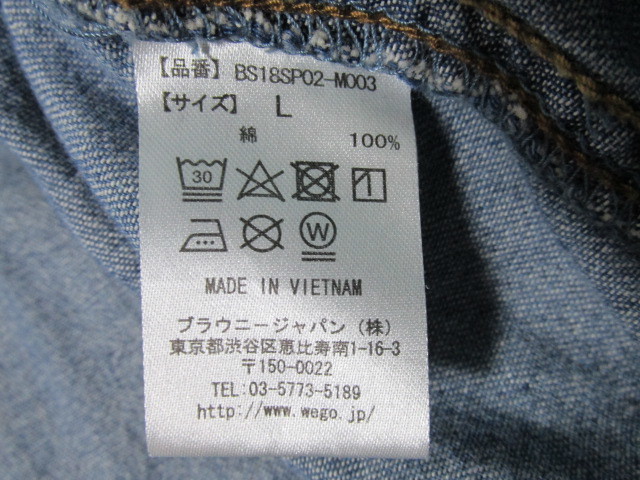 【品番】 BS18SP02-M003
【サイズ】 L
綿 100%
30
W
MADE IN VIETNAM
ブラウニージャパン (株)
東京都渋谷区恵比寿南1-16-3
〒150-0022
TEL: 03-5773-5189
http://www.wego.jp/